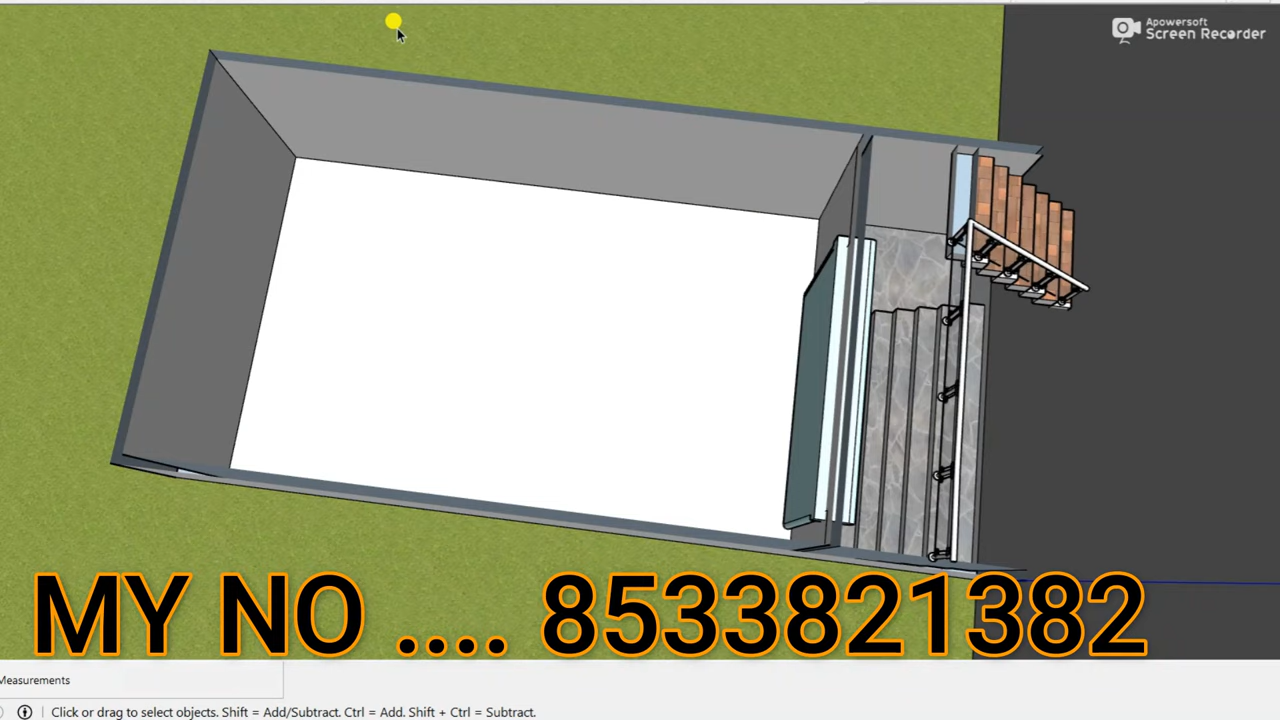 Apowersoft
Screen Recorder
MY NO .... 8533821382
Measurements
Click or drag to select objects. Shift = Add/Subtract. Ctrl = Add. Shift + Ctrl = Subtract.